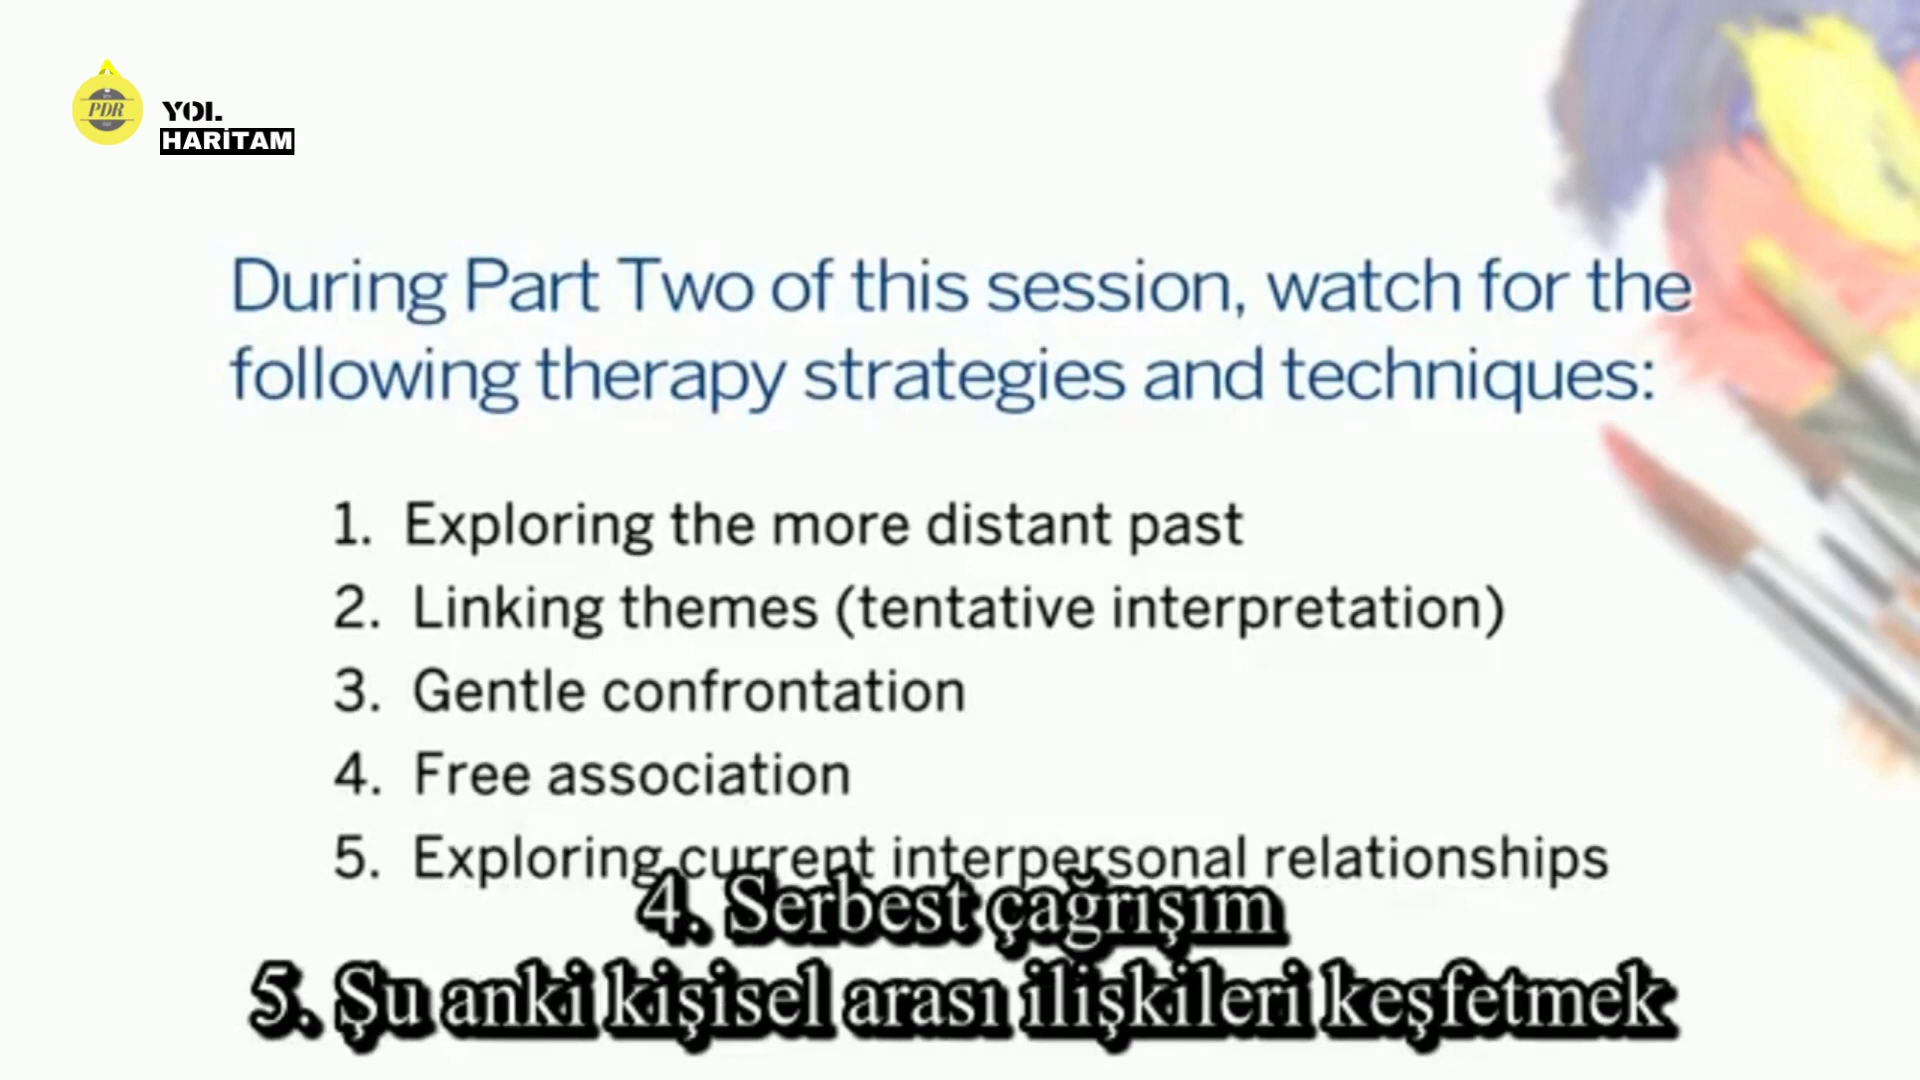 PDR
YOL
HARİTAM
During Part Two of this session, watch for the
following therapy strategies and techniques:
1. Exploring the more distant past
2. Linking themes (tentative interpretation)
3. Gentle confrontation
4. Free association
5. Exploring current interpersonal relationships
4. Serbest çağrışım
5. Şu anki kişisel arası ilişkileri keşfetmek